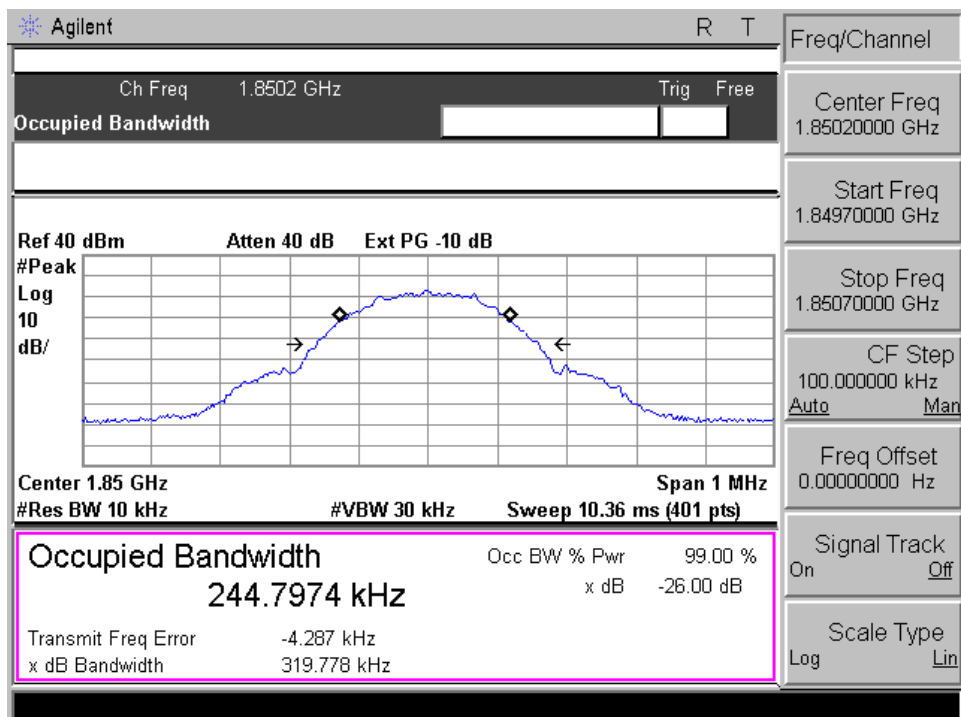 Agilent R T
Ch Freq 1.8502 GHz Trig Free
Occupied Bandwidth
Ref 40 dBm Atten 40 dB Ext PG -10 dB
#Peak
Log
10
dB/
Center 1.85 GHz Span 1 MHz
#Res BW 10 kHz #VBW 30 kHz Sweep 10.36 ms (401 pts)
Occupied Bandwidth
244.7974 kHz
Occ BW % Pwr 99.00 %
x dB -26.00 dB
Transmit Freq Error -4.287 kHz
x dB Bandwidth 319.778 kHz
Freq/Channel
Center Freq
1.85020000 GHz
Start Freq
1.84970000 GHz
Stop Freq
1.85070000 GHz
CF Step
100.000000 kHz
Auto Man
Freq Offset
0.00000000 Hz
Signal Track
On Off
Scale Type
Log Lin